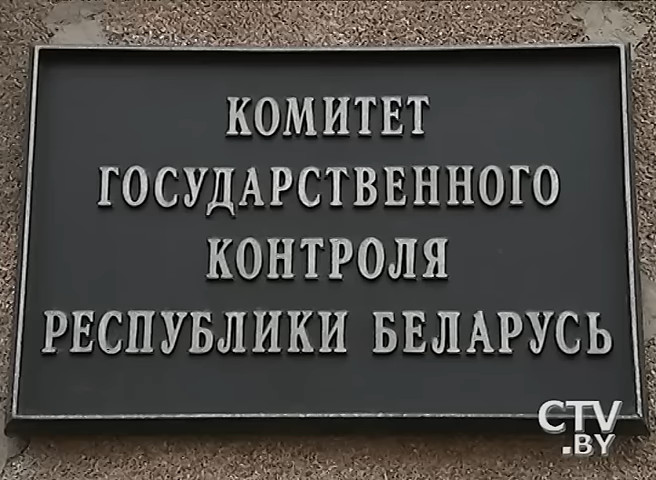 КОМИТЕТ
ГОСУДАРСТВЕННОГО
КОНТРОЛЯ
РЕСПУБЛИКИ БЕЛАРУСЬ
CTV
.BY